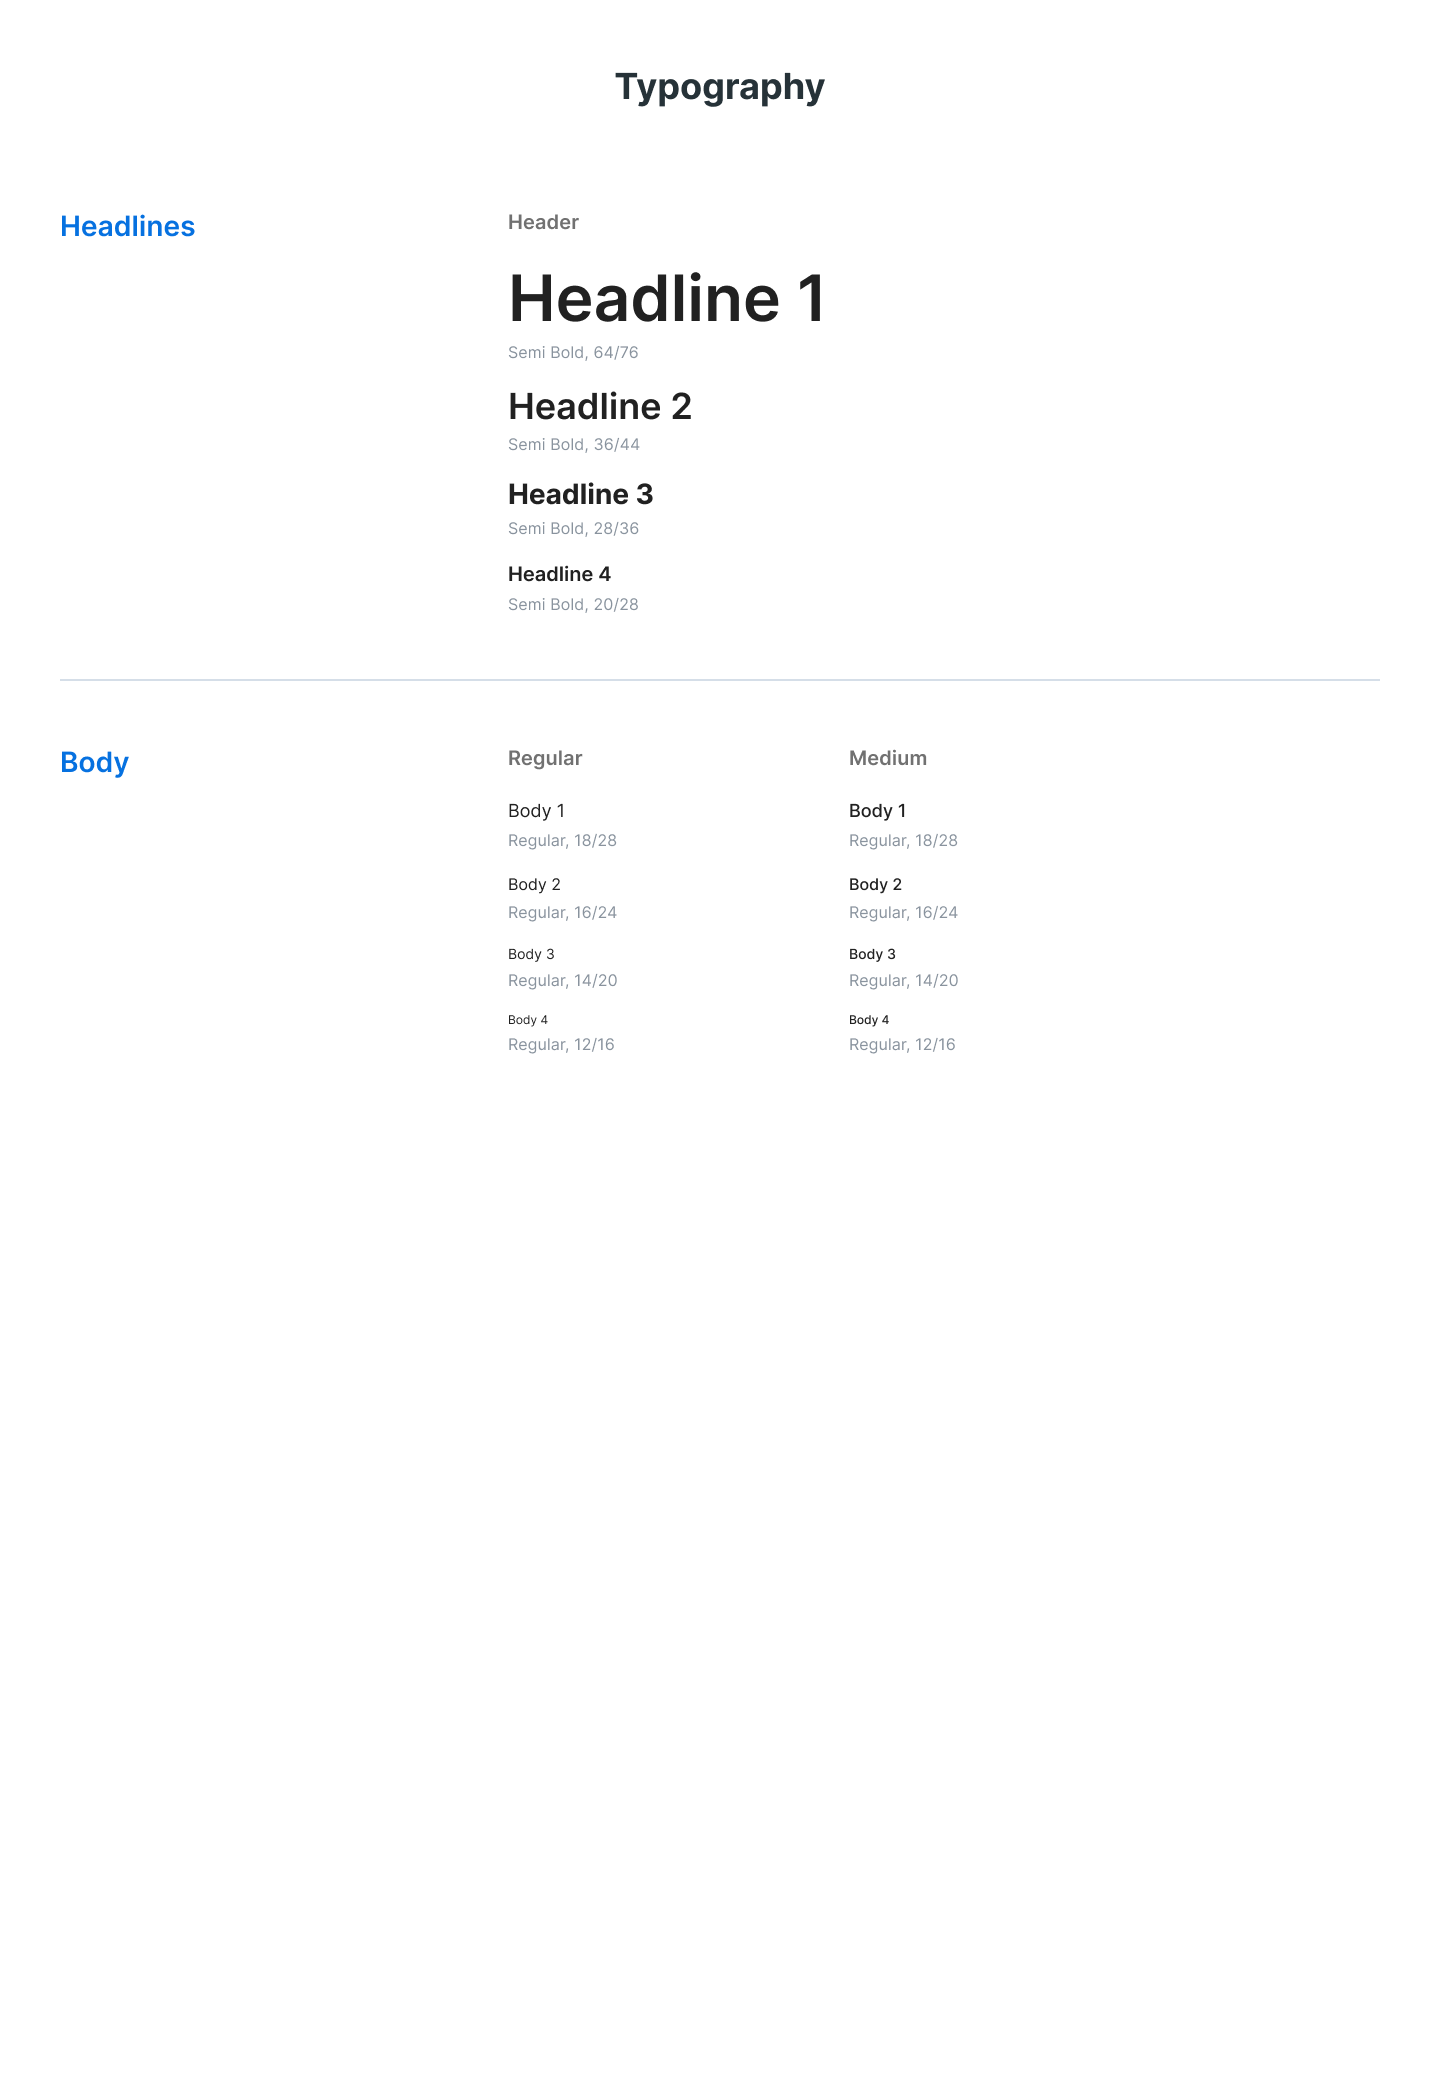 Typography
Headlines
Header
Headline 1
Semi Bold, 64/76
Headline 2
Semi Bold, 36/44
Headline 3
Semi Bold, 28/36
Headline 4
Semi Bold, 20/28
Body
Regular
Body 1
Regular, 18/28
Body 2
Regular, 16/24
Body 3
Regular, 14/20
Body 4
Regular, 12/16
Medium
Body 1
Regular, 18/28
Body 2
Regular, 16/24
Body 3
Regular, 14/20
Body 4
Regular, 12/16